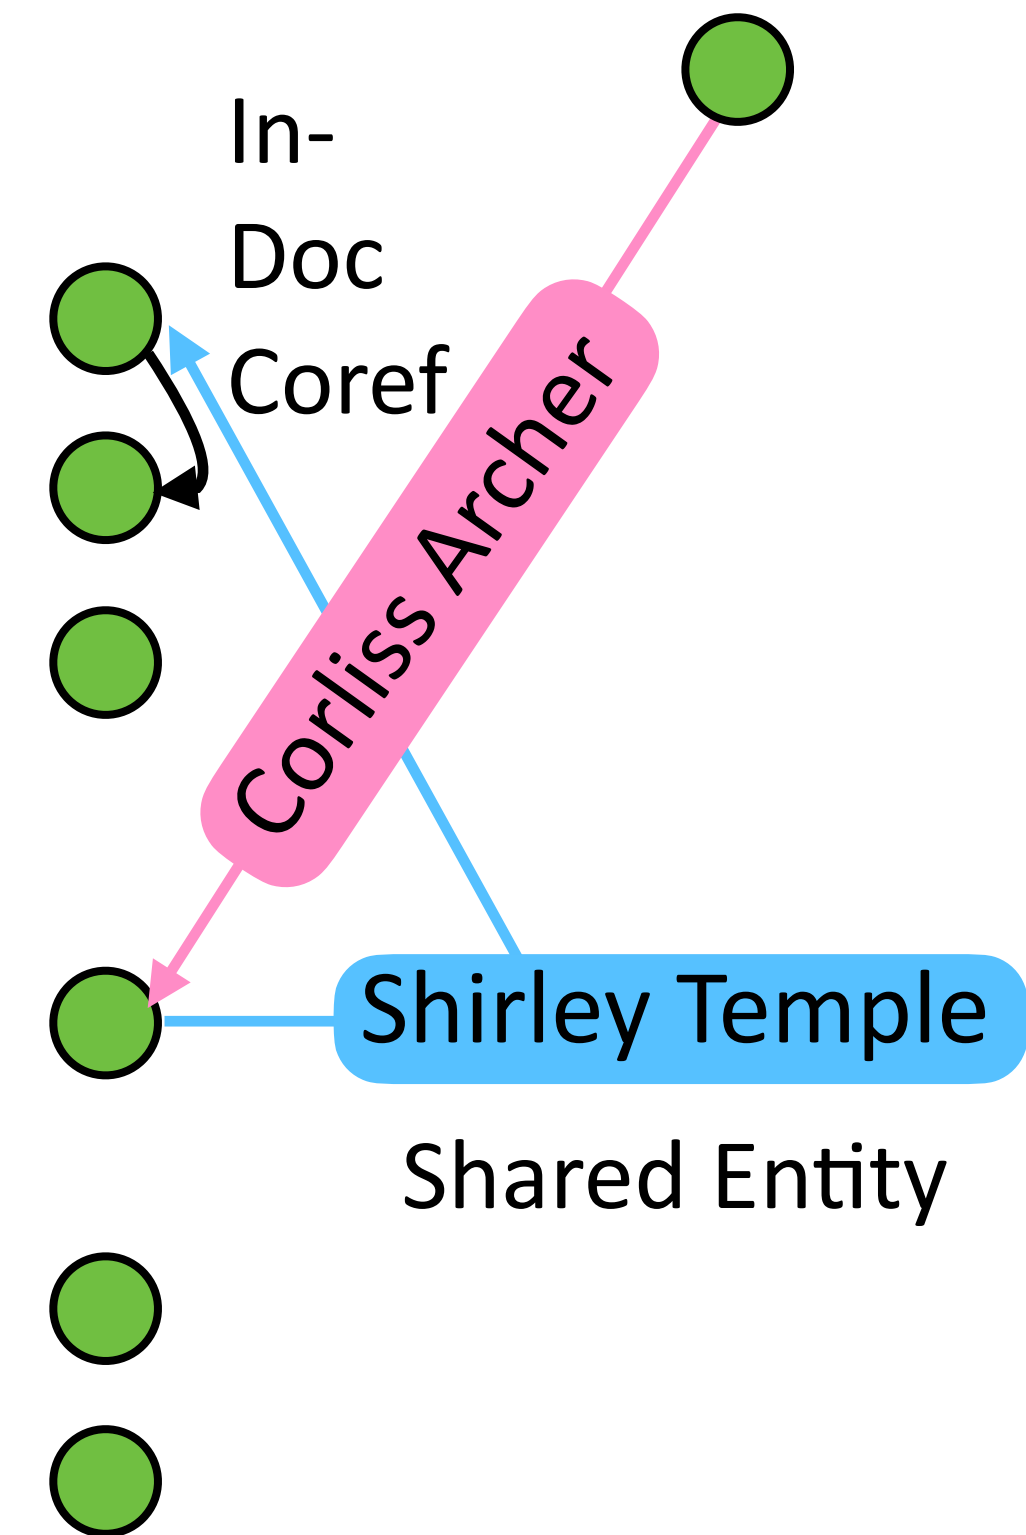 In-
Doc
Coref
Corliss Archer
Shirley Temple
Shared Entity